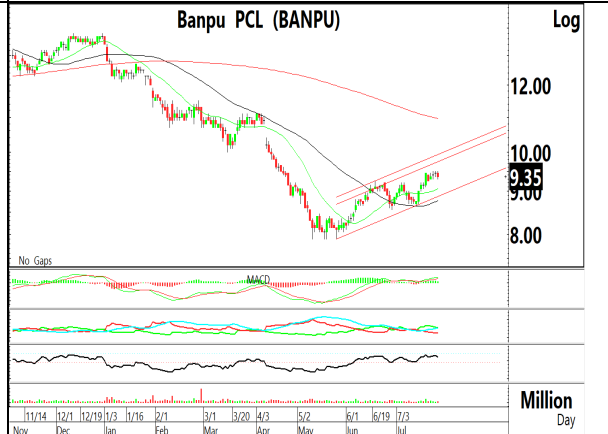 Banpu PCL (BANPU)
Log
12.00
10.00
9.35
9.00
8.00
No Gaps
MACD
Million
11/14 12/1 12/19 1/3 1/16 2/1 3/1 3/20 4/3 5/2 6/1 6/19 7/3
Day
Nov Dec Jan Feb Mar Apr May Jun Jul